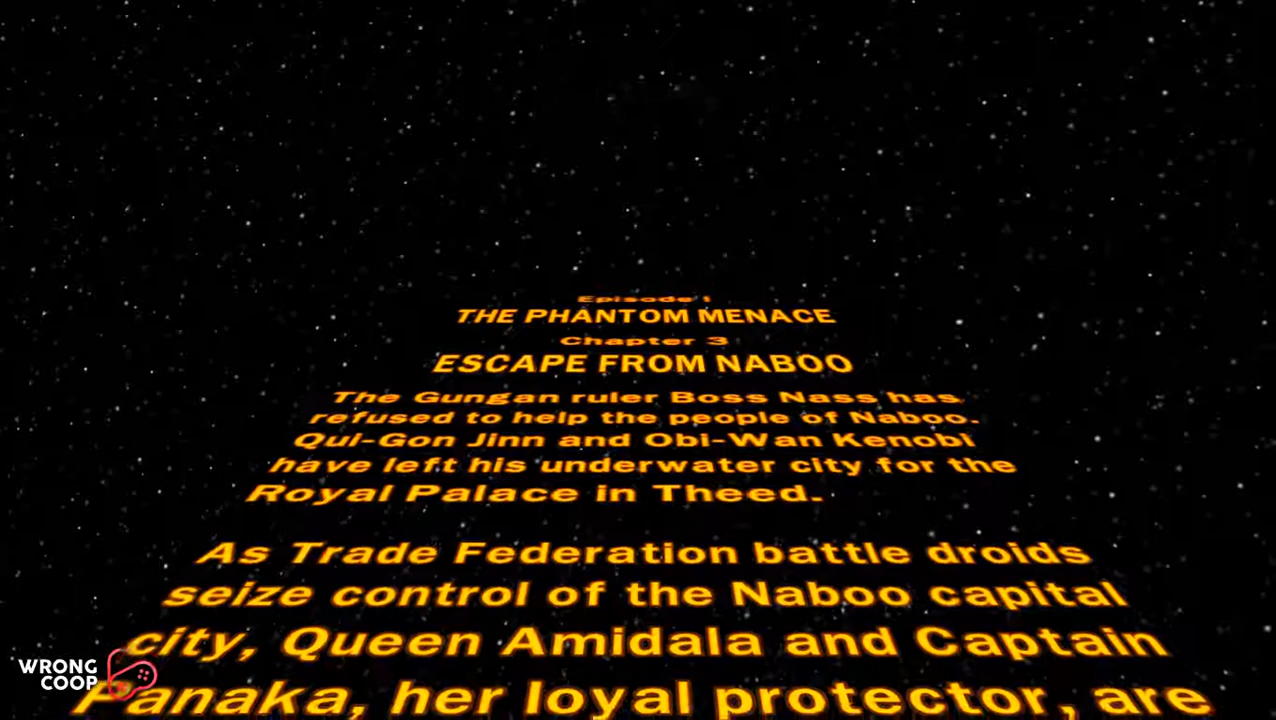 Episode 1
THE PHANTOM MENACE
Chapter 3
ESCAPE FROM NABOO
The Gungan ruler Boss Nass has
refused to help the people of Naboo.
Qui-Gon Jinn and Obi-Wan Kenobi
have left his underwater city for the
Royal Palace in Theed.
As Trade Federation battle droids
seize control of the Naboo capital
city, Queen Amidala and Captain
Panaka, her loyal protector, are
WRONG
COOP